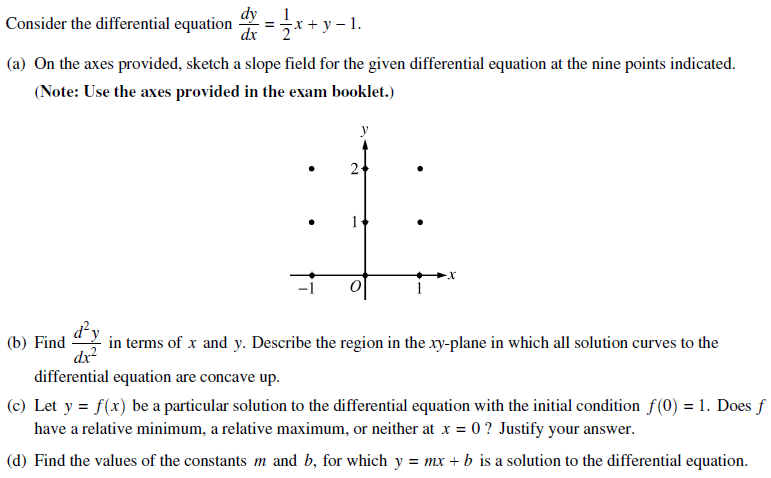 Consider the differential equation dy/dx = 1/2 x + y − 1.
(a) On the axes provided, sketch a slope field for the given differential equation at the nine points indicated.
(Note: Use the axes provided in the exam booklet.)
y
2
1
x
−1 O 1
(b) Find d²y/dx² in terms of x and y. Describe the region in the xy-plane in which all solution curves to the
differential equation are concave up.
(c) Let y = f(x) be a particular solution to the differential equation with the initial condition f(0) = 1. Does f
have a relative minimum, a relative maximum, or neither at x = 0 ? Justify your answer.
(d) Find the values of the constants m and b, for which y = mx + b is a solution to the differential equation.